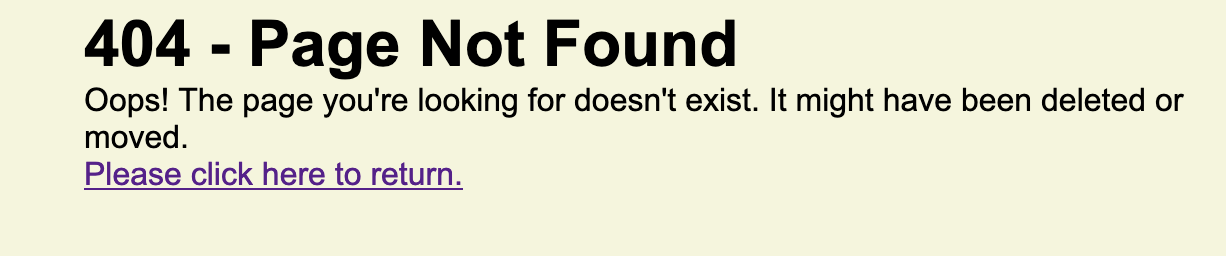 404 - Page Not Found
Oops! The page you're looking for doesn't exist. It might have been deleted or
moved.
Please click here to return.